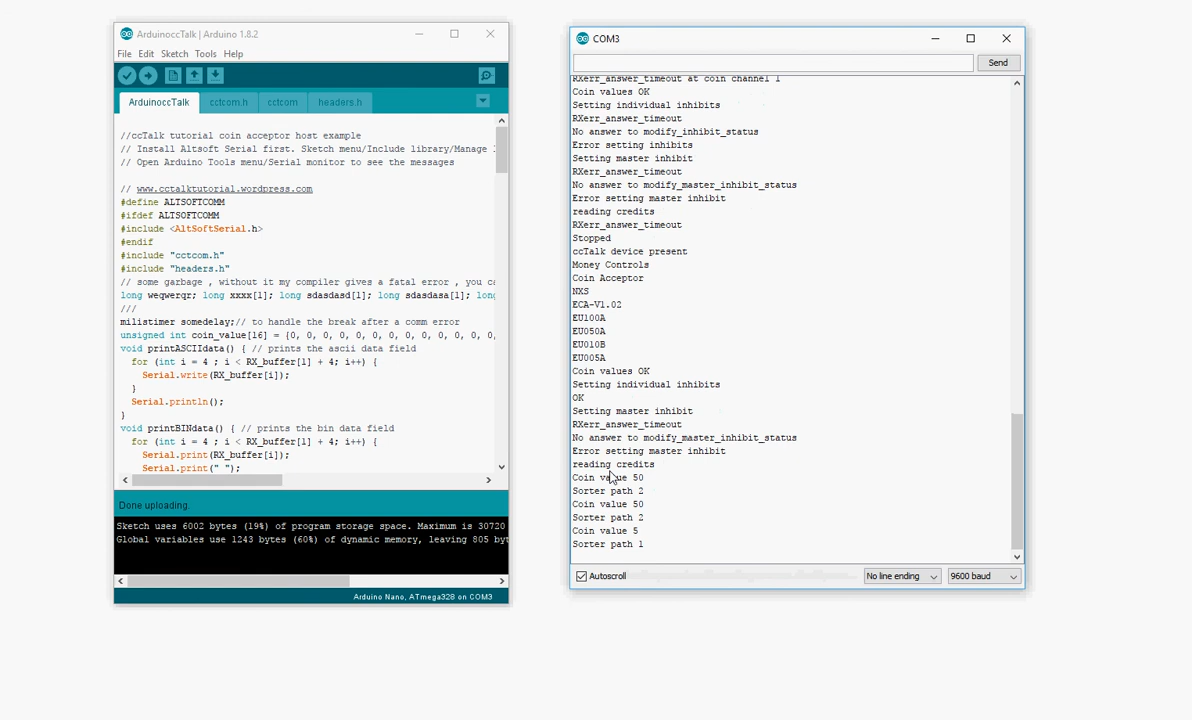 ArduinoccTalk | Arduino 1.8.2
File Edit Sketch Tools Help
ArduinoccTalk cctcom.h cctcom headers.h
//ccTalk tutorial coin acceptor host example
// Install Altsoft Serial first. Sketch menu/Include library/Manage l
// Open Arduino Tools menu/Serial monitor to see the messages
// www.cctalktutorial.wordpress.com
#define ALTSOFTCOMM
#ifdef ALTSOFTCOMM
#include <AltSoftSerial.h>
#endif
#include "cctcom.h"
#include "headers.h"
// some garbage , without it my compiler gives a fatal error , you ca
long weqwerqr; long xxxx[1]; long sdasdasd[1]; long sdasdasa[1]; long
///
milistimer somedelay;// to handle the break after a comm error
unsigned int coin_value[16] = {0, 0, 0, 0, 0, 0, 0, 0, 0, 0, 0, 0, 0,
void printASCIIdata() { // prints the ascii data field
for (int i = 4 ; i < RX_buffer[1] + 4; i++) {
Serial.write(RX_buffer[i]);
}
Serial.println();
}
void printBINdata() { // prints the bin data field
for (int i = 4 ; i < RX_buffer[1] + 4; i++) {
Serial.print(RX_buffer[i]);
Serial.print(" ");
Done uploading.
Sketch uses 6002 bytes (19%) of program storage space. Maximum is 30720
Global variables use 1243 bytes (60%) of dynamic memory, leaving 805 byt
Arduino Nano, ATmega328 on COM3
COM3
Send
RXerr_answer_timeout at coin channel 1
Coin values OK
Setting individual inhibits
RXerr_answer_timeout
No answer to modify_inhibit_status
Error setting inhibits
Setting master inhibit
RXerr_answer_timeout
No answer to modify_master_inhibit_status
Error setting master inhibit
reading credits
RXerr_answer_timeout
Stopped
ccTalk device present
Money Controls
Coin Acceptor
NXS
ECA-V1.02
EU100A
EU050A
EU010B
EU005A
Coin values OK
Setting individual inhibits
OK
Setting master inhibit
RXerr_answer_timeout
No answer to modify_master_inhibit_status
Error setting master inhibit
reading credits
Coin value 50
Sorter path 2
Coin value 50
Sorter path 2
Coin value 5
Sorter path 1
Autoscroll No line ending 9600 baud